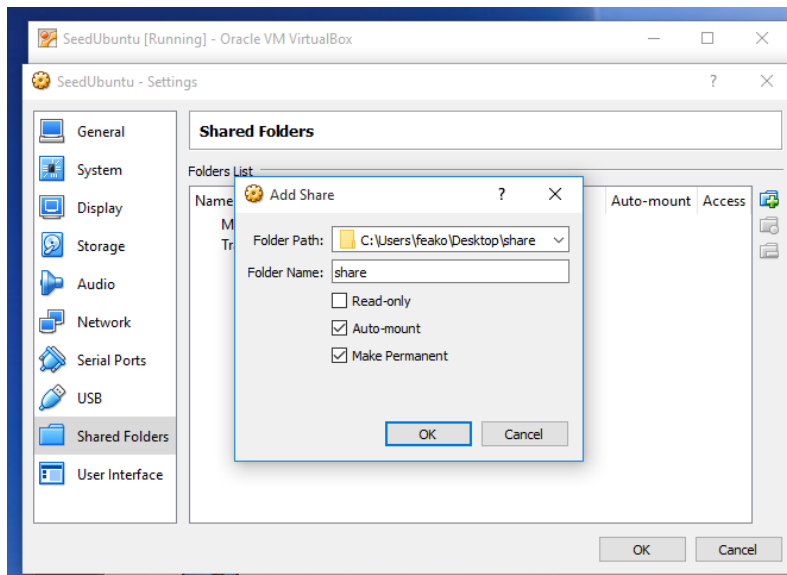 SeedUbuntu [Running] - Oracle VM VirtualBox
SeedUbuntu - Settings
?
General
System
Display
Storage
Audio
Network
Serial Ports
USB
Shared Folders
User Interface
Shared Folders
Folders List
Name
Auto-mount
Access
M
Tr
Add Share
?
Folder Path:
C:\Users\feako\Desktop\share
Folder Name:
share
Read-only
Auto-mount
Make Permanent
OK
Cancel
OK
Cancel